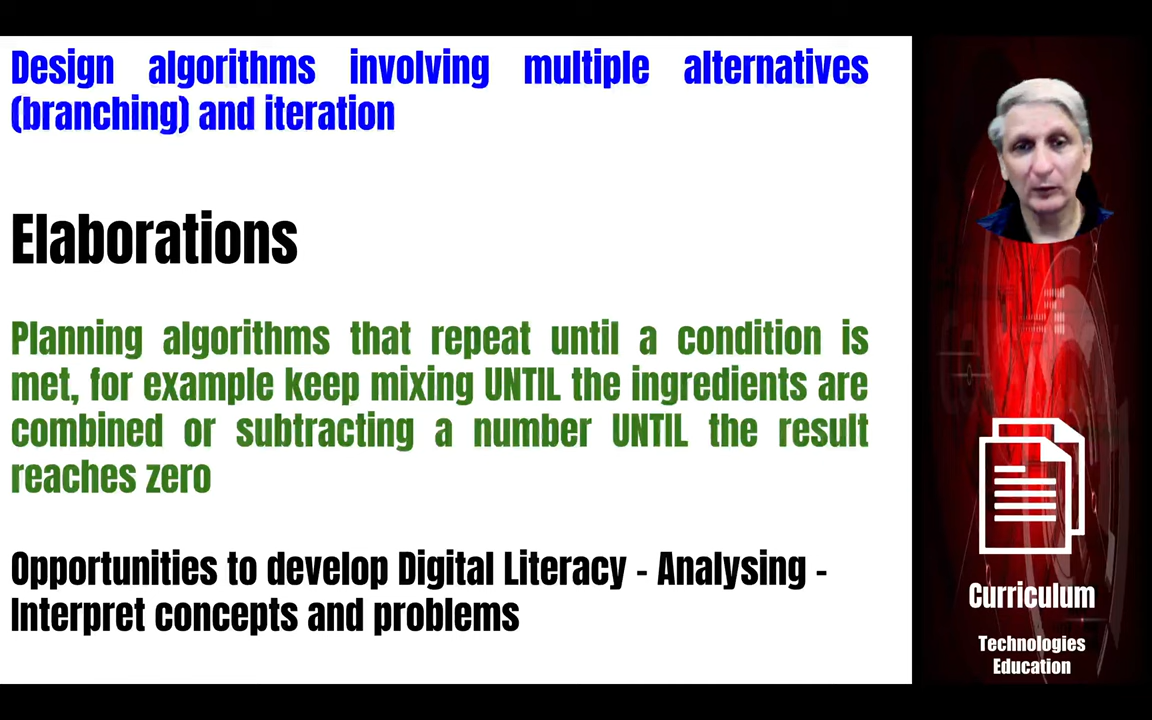 Design algorithms involving multiple alternatives
(branching) and iteration
Elaborations
Planning algorithms that repeat until a condition is
met, for example keep mixing UNTIL the ingredients are
combined or subtracting a number UNTIL the result
reaches zero
Opportunities to develop Digital Literacy - Analysing -
Interpret concepts and problems
Curriculum
Technologies
Education